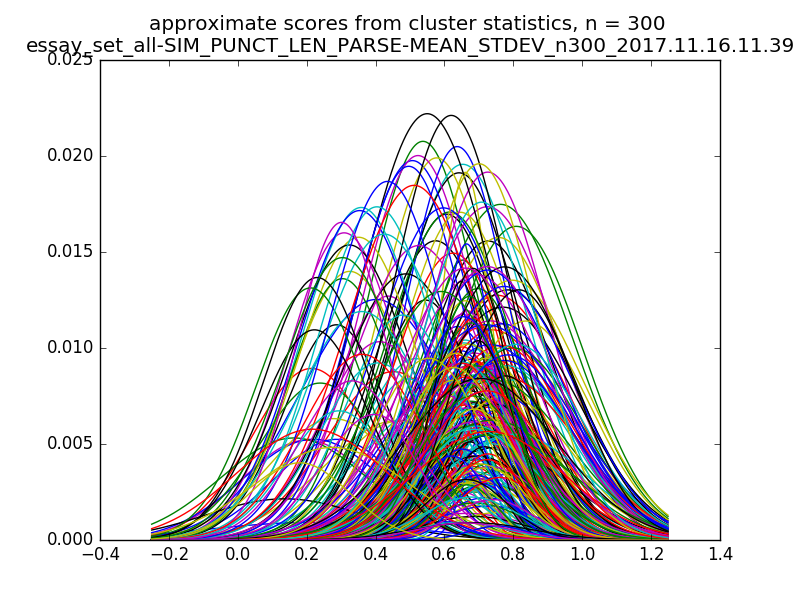 approximate scores from cluster statistics, n = 300
essay_set_all-SIM_PUNCT_LEN_PARSE-MEAN_STDEV_n300_2017.11.16.11.39
0.025
0.020
0.015
0.010
0.005
0.000
−0.4 −0.2 0.0 0.2 0.4 0.6 0.8 1.0 1.2 1.4